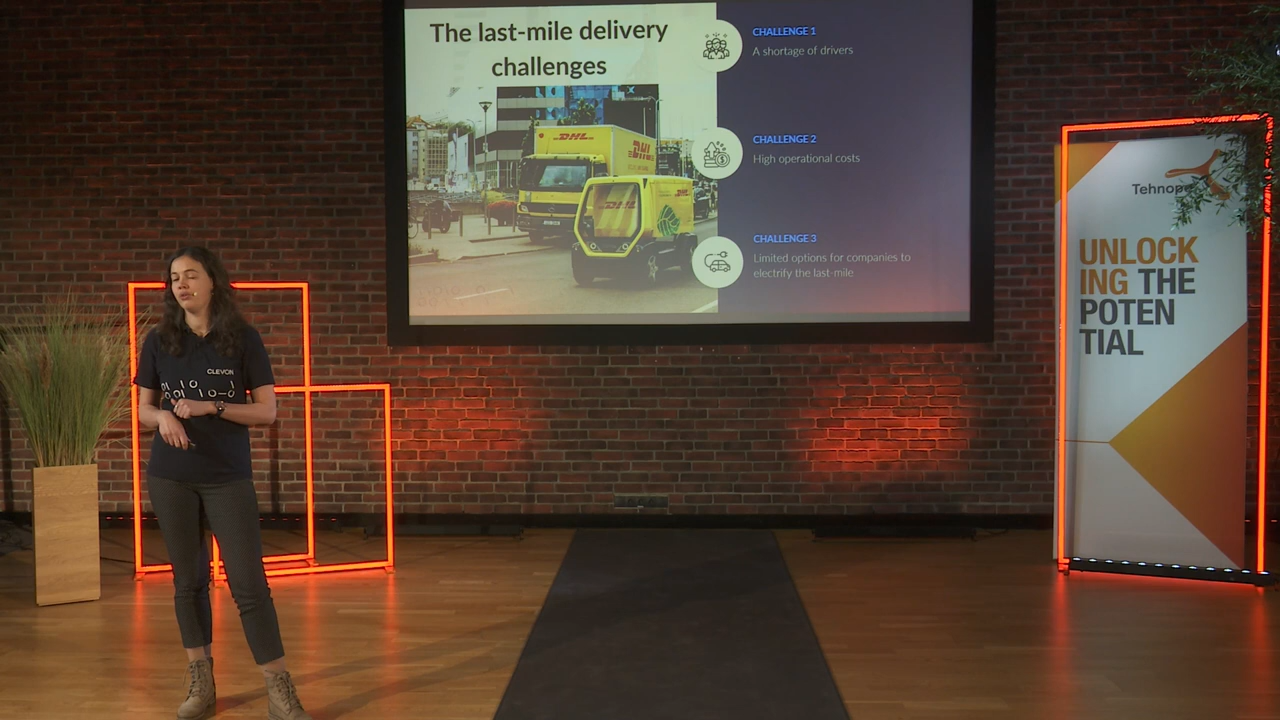 The last-mile delivery
challenges
CHALLENGE 1
A shortage of drivers
CHALLENGE 2
High operational costs
CHALLENGE 3
Limited options for companies to
electrify the last-mile
DHL
DHL
DHL
CLEVON
UNLOCK
ING THE
POTEN
TIAL